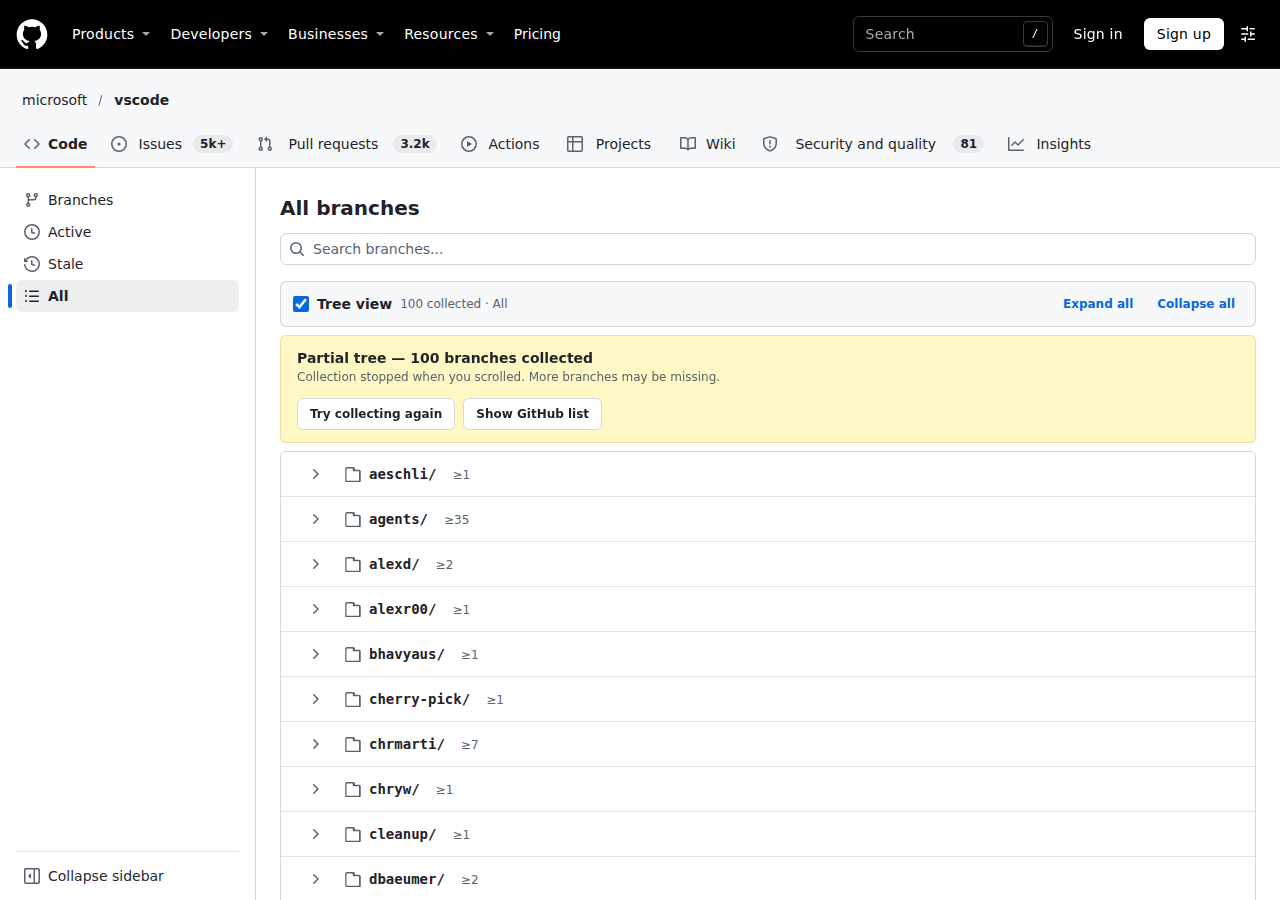 Products Developers Businesses Resources Pricing Search / Sign in Sign up
microsoft / vscode
Code Issues 5k+ Pull requests 3.2k Actions Projects Wiki Security and quality 81 Insights
Branches
Active
Stale
All
Collapse sidebar
All branches
Search branches...
Tree view 100 collected · All Expand all Collapse all
Partial tree — 100 branches collected
Collection stopped when you scrolled. More branches may be missing.
Try collecting again Show GitHub list
aeschli/ ≥1
agents/ ≥35
alexd/ ≥2
alexr00/ ≥1
bhavyaus/ ≥1
cherry-pick/ ≥1
chrmarti/ ≥7
chryw/ ≥1
cleanup/ ≥1
dbaeumer/ ≥2